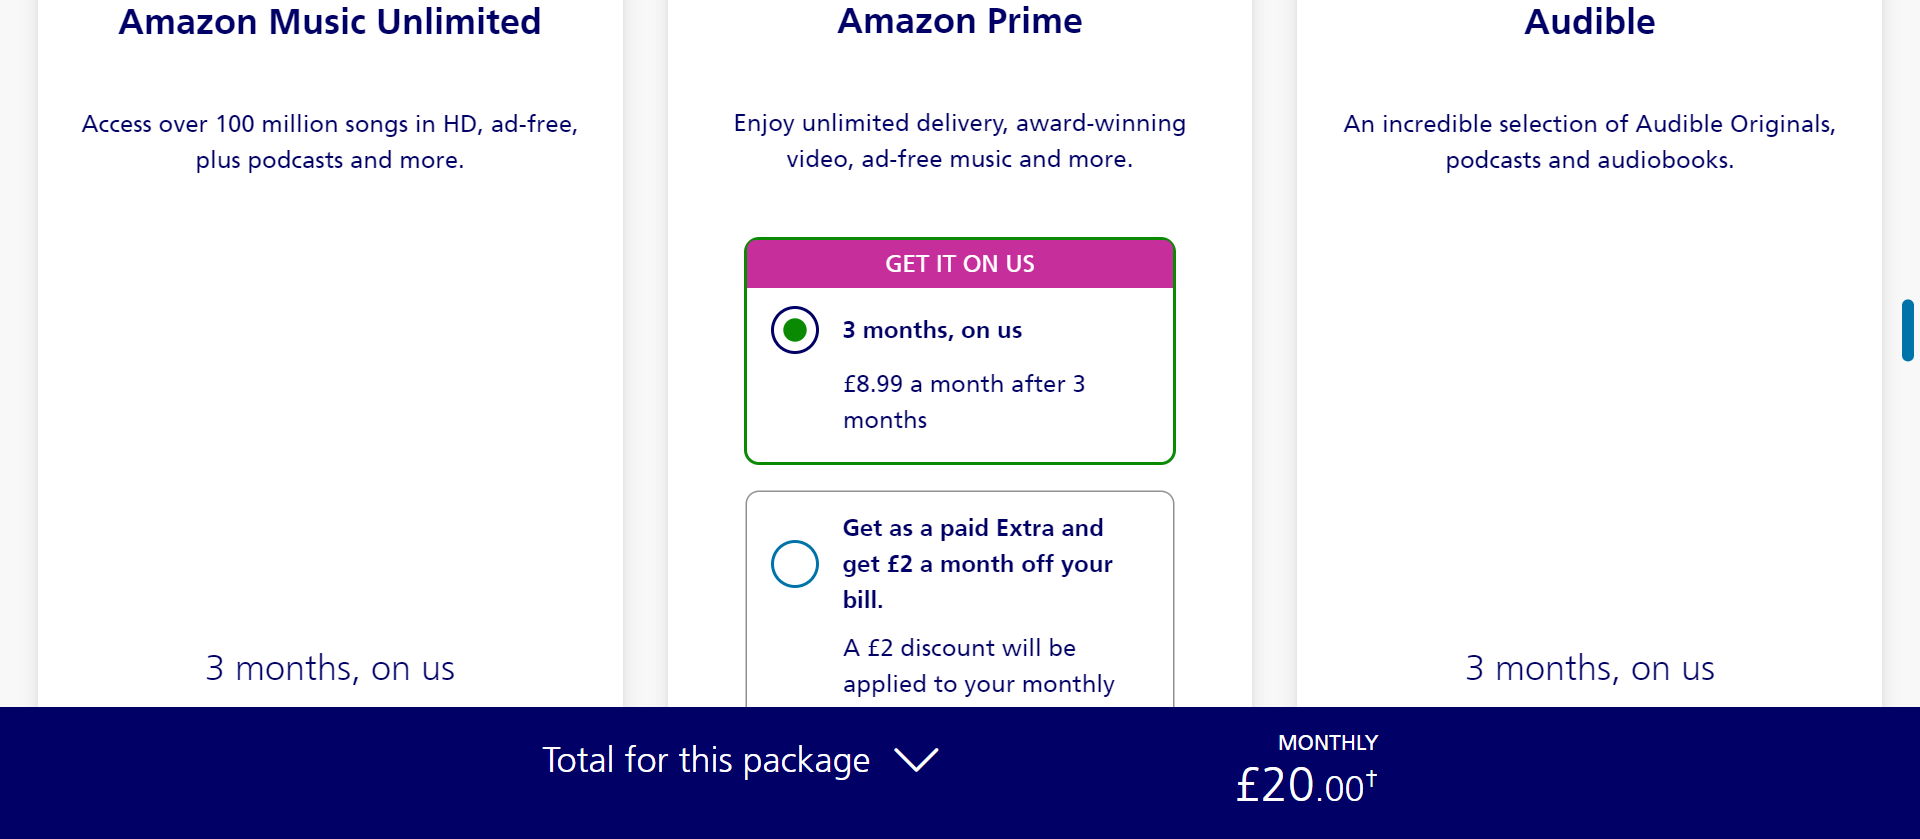 Amazon Music Unlimited
Access over 100 million songs in HD, ad-free,
plus podcasts and more.
3 months, on us
Amazon Prime
Enjoy unlimited delivery, award-winning
video, ad-free music and more.
GET IT ON US
3 months, on us
£8.99 a month after 3
months
Get as a paid Extra and
get £2 a month off your
bill.
A £2 discount will be
applied to your monthly
Audible
An incredible selection of Audible Originals,
podcasts and audiobooks.
3 months, on us
Total for this package
MONTHLY
£20.00†